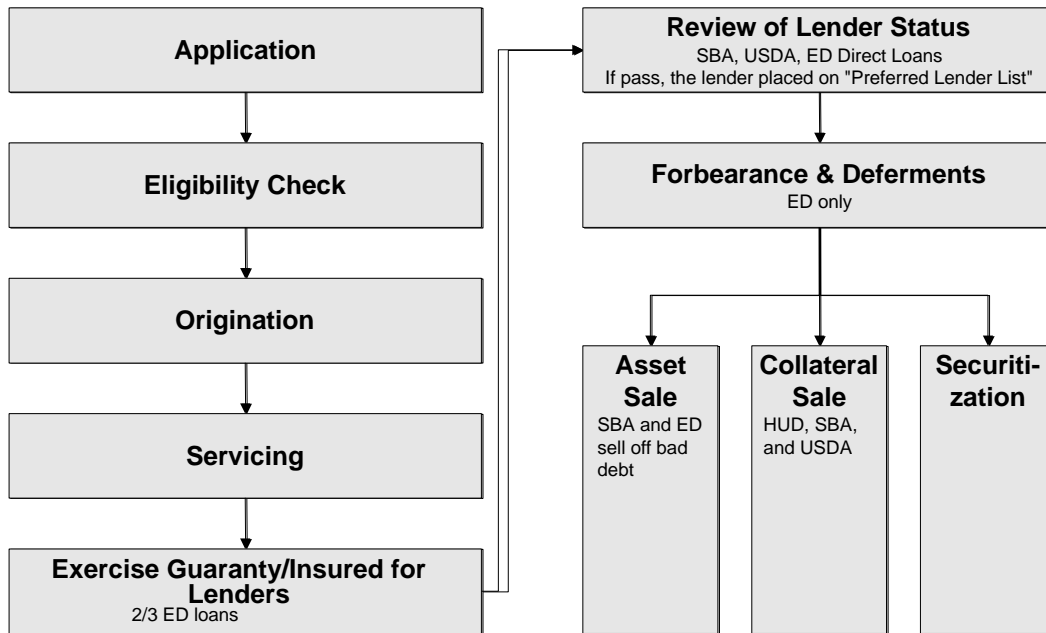 Application
Eligibility Check
Origination
Servicing
Exercise Guaranty/Insured for
Lenders
2/3 ED loans
Review of Lender Status
SBA, USDA, ED Direct Loans
If pass, the lender placed on "Preferred Lender List"
Forbearance & Deferments
ED only
Asset
Sale
SBA and ED
sell off bad
debt
Collateral
Sale
HUD, SBA,
and USDA
Securiti-
zation